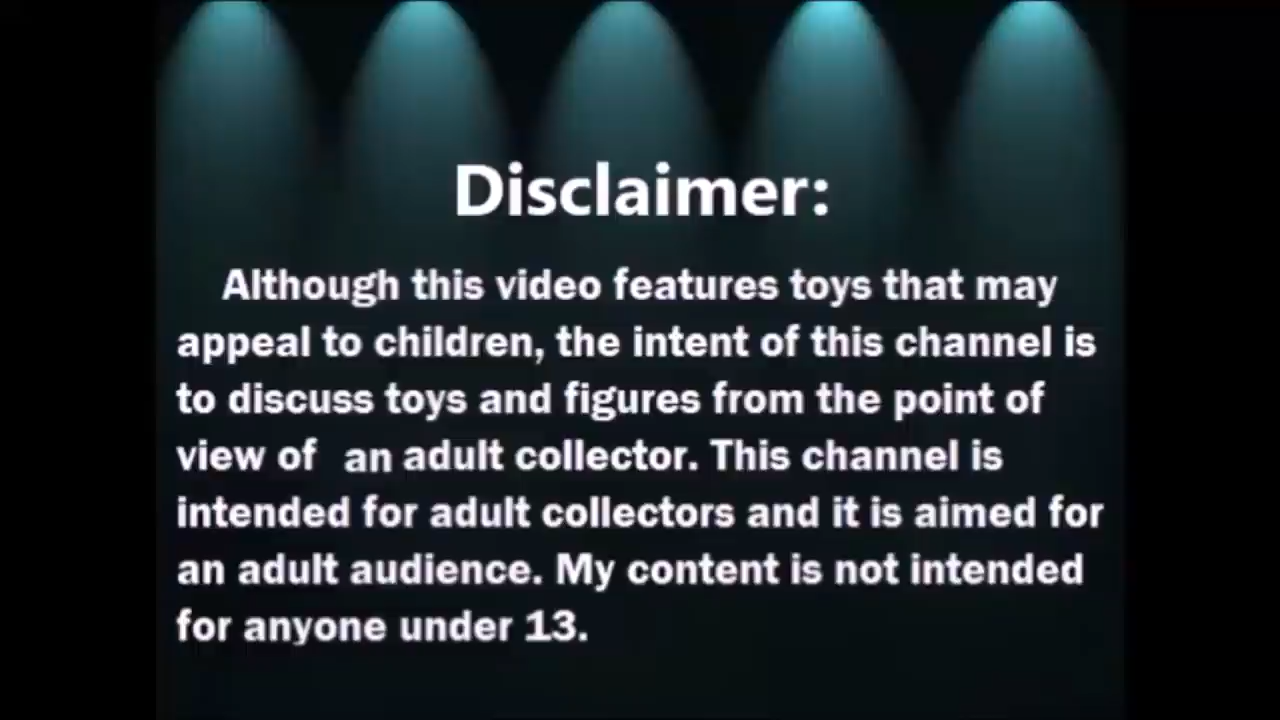 Disclaimer:
Although this video features toys that may
appeal to children, the intent of this channel is
to discuss toys and figures from the point of
view of an adult collector. This channel is
intended for adult collectors and it is aimed for
an adult audience. My content is not intended
for anyone under 13.